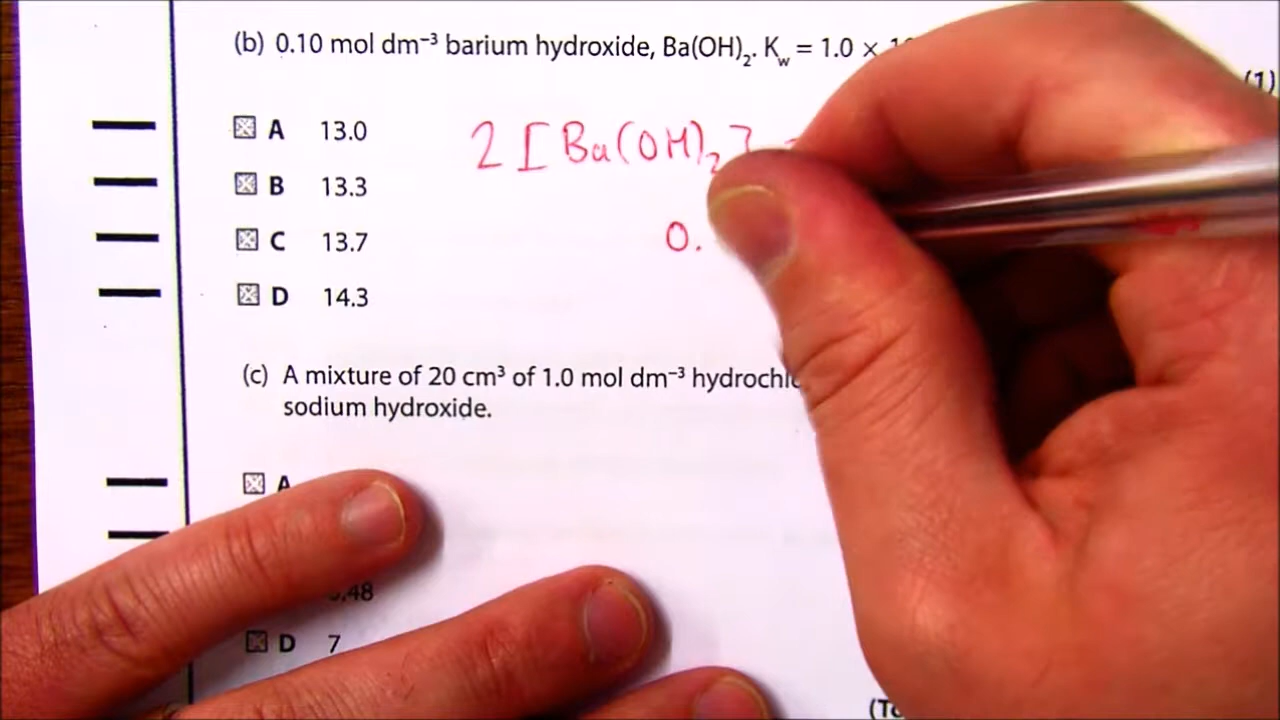 (b) 0.10 mol dm⁻³ barium hydroxide, Ba(OH)₂. K_w = 1.0 ×
(1)
A 13.0
2 [Ba(OH)₂]
B 13.3
0.
C 13.7
D 14.3
(c) A mixture of 20 cm³ of 1.0 mol dm⁻³
sodium hydroxide.
A
.48
D 7